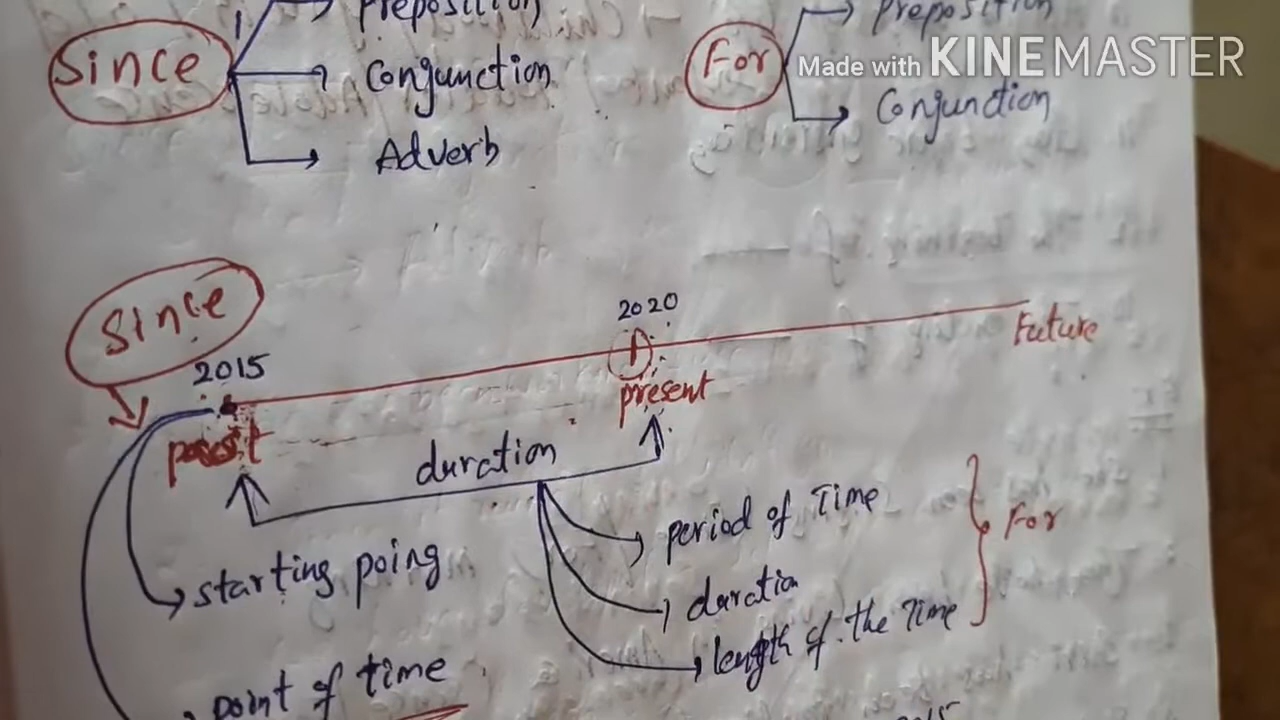 Preposition
Preposition
Since
Conjunction
For
Made with KINEMASTER
Conjunction
Adverb
Since
2015
2020
Future
present
duration
period of Time
For
starting poing
duration
length of the Time
point of time